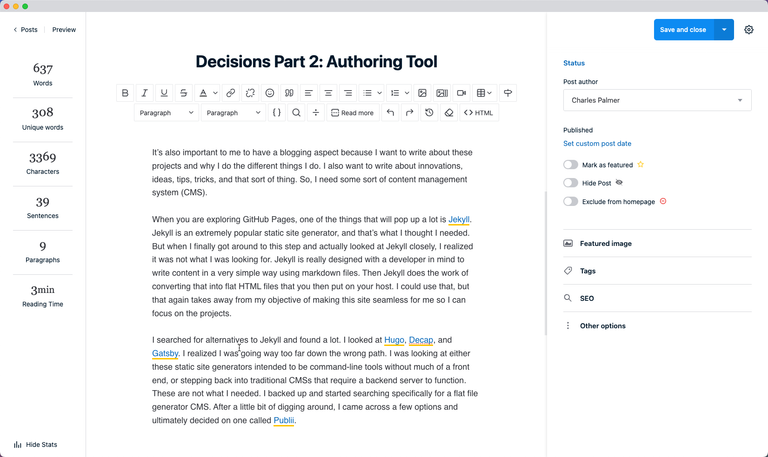 Posts
Preview
Save and close
637
Words
308
Unique words
3369
Characters
39
Sentences
9
Paragraphs
3min
Reading Time
Hide Stats
Decisions Part 2: Authoring Tool
B I U S A
Paragraph Paragraph { } Read more HTML
It's also important to me to have a blogging aspect because I want to write about these
projects and why I do the different things I do. I also want to write about innovations,
ideas, tips, tricks, and that sort of thing. So, I need some sort of content management
system (CMS).
When you are exploring GitHub Pages, one of the things that will pop up a lot is Jekyll.
Jekyll is an extremely popular static site generator, and that's what I thought I needed.
But when I finally got around to this step and actually looked at Jekyll closely, I realized
it was not what I was looking for. Jekyll is really designed with a developer in mind to
write content in a very simple way using markdown files. Then Jekyll does the work of
converting that into flat HTML files that you then put on your host. I could use that, but
that again takes away from my objective of making this site seamless for me so I can
focus on the projects.
I searched for alternatives to Jekyll and found a lot. I looked at Hugo, Decap, and
Gatsby. I realized I was going way too far down the wrong path. I was looking at either
these static site generators intended to be command-line tools without much of a front
end, or stepping back into traditional CMSs that require a backend server to function.
These are not what I needed. I backed up and started searching specifically for a flat file
generator CMS. After a little bit of digging around, I came across a few options and
ultimately decided on one called Publii.
Status
Post author
Charles Palmer
Published
Set custom post date
Mark as featured
Hide Post
Exclude from homepage
Featured image
Tags
SEO
Other options